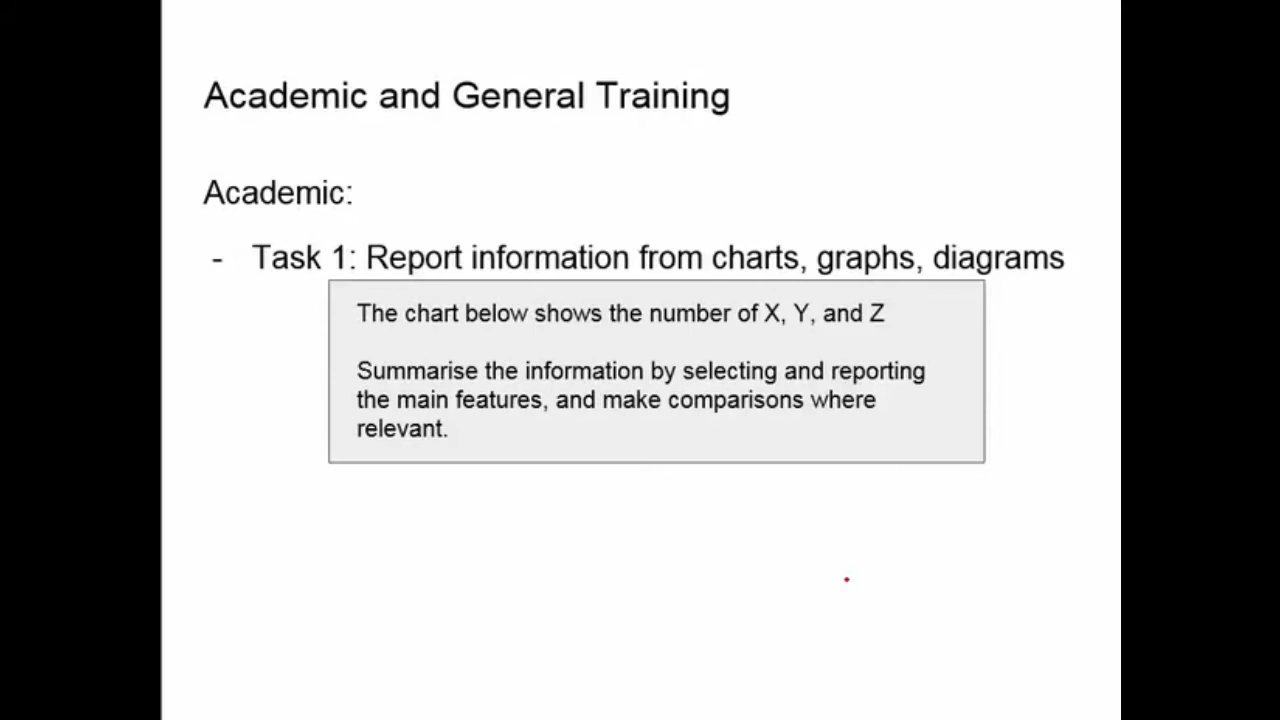 Academic and General Training
Academic:
- Task 1: Report information from charts, graphs, diagrams
The chart below shows the number of X, Y, and Z
Summarise the information by selecting and reporting
the main features, and make comparisons where
relevant.